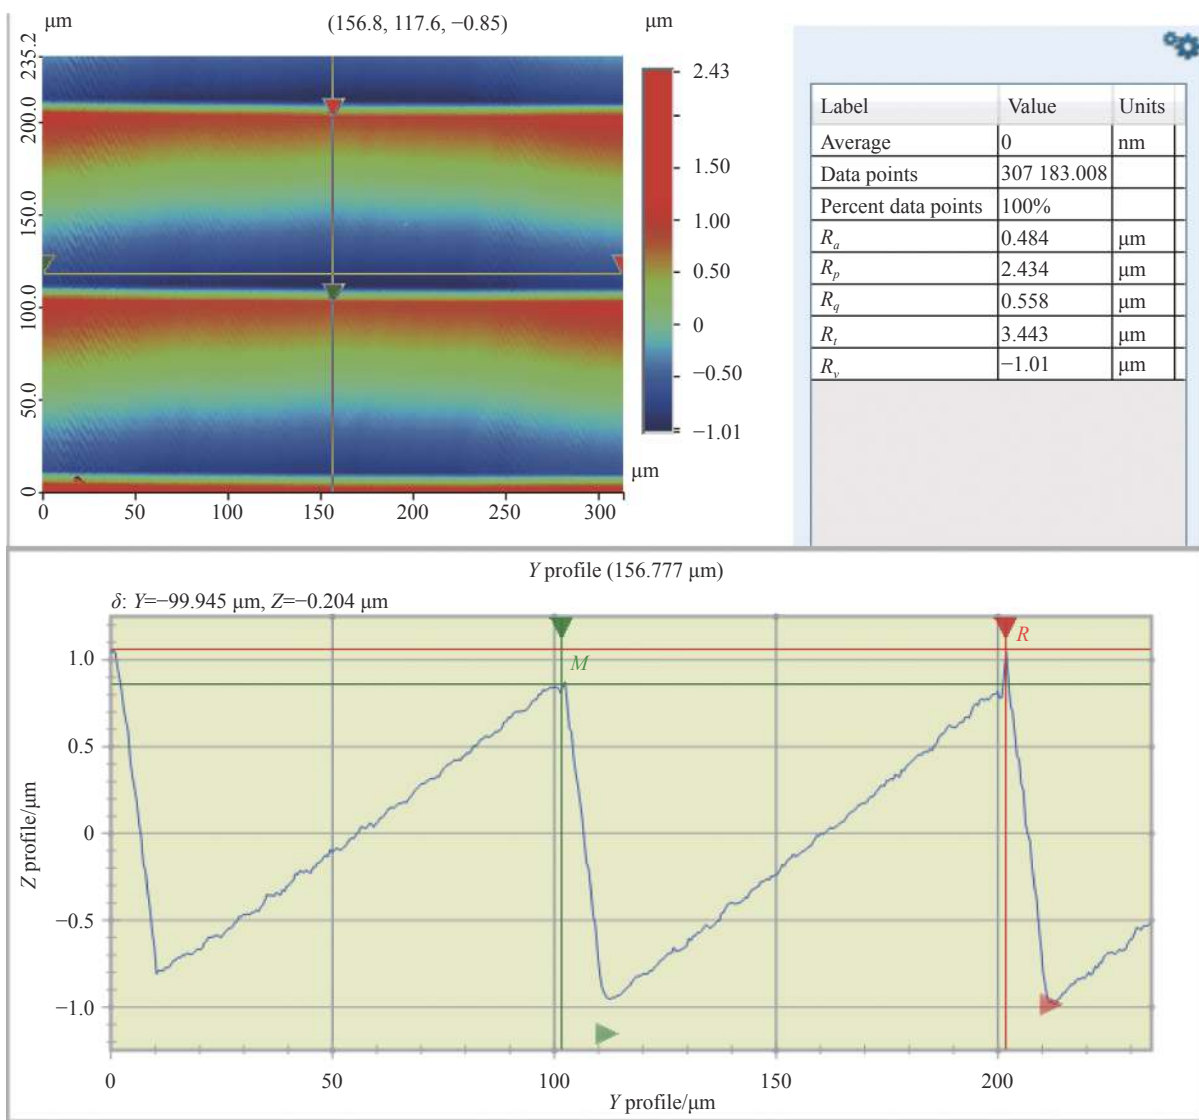 μm
(156.8, 117.6, −0.85)
μm
235.2
200.0
150.0
100.0
50.0
0
0
50
100
150
200
250
300
μm
2.43
1.50
1.00
0.50
0
−0.50
−1.01
Label Value Units
Average 0 nm
Data points 307 183.008
Percent data points 100%
Ra 0.484 μm
Rp 2.434 μm
Rq 0.558 μm
Rt 3.443 μm
Rv −1.01 μm
Y profile (156.777 μm)
δ: Y=−99.945 μm, Z=−0.204 μm
M
R
Z profile/μm
1.0
0.5
0
−0.5
−1.0
0
50
100
150
200
Y profile/μm